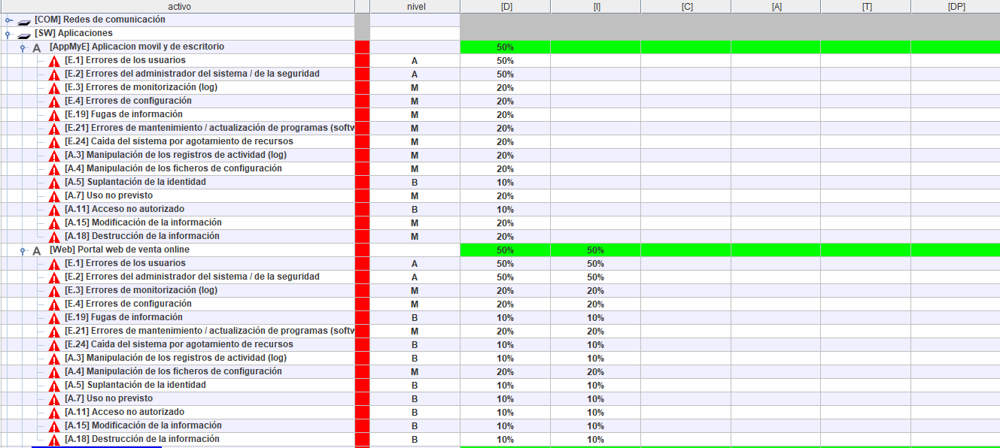 activo nivel [D] [I] [C] [A] [T] [DP]
[COM] Redes de comunicación
[SW] Aplicaciones
A [AppMyE] Aplicacion movil y de escritorio 50%
[E.1] Errores de los usuarios A 50%
[E.2] Errores del administrador del sistema / de la seguridad A 50%
[E.3] Errores de monitorización (log) M 20%
[E.4] Errores de configuración M 20%
[E.19] Fugas de información M 20%
[E.21] Errores de mantenimiento / actualización de programas (softw M 20%
[E.24] Caída del sistema por agotamiento de recursos M 20%
[A.3] Manipulación de los registros de actividad (log) M 20%
[A.4] Manipulación de los ficheros de configuración M 20%
[A.5] Suplantación de la identidad B 10%
[A.7] Uso no previsto M 20%
[A.11] Acceso no autorizado B 10%
[A.15] Modificación de la información M 20%
[A.18] Destrucción de la información M 20%
A [Web] Portal web de venta online 50% 50%
[E.1] Errores de los usuarios A 50% 50%
[E.2] Errores del administrador del sistema / de la seguridad A 50% 50%
[E.3] Errores de monitorización (log) M 20% 20%
[E.4] Errores de configuración M 20% 20%
[E.19] Fugas de información B 10% 10%
[E.21] Errores de mantenimiento / actualización de programas (softw M 20% 20%
[E.24] Caída del sistema por agotamiento de recursos B 10% 10%
[A.3] Manipulación de los registros de actividad (log) B 10% 10%
[A.4] Manipulación de los ficheros de configuración M 20% 20%
[A.5] Suplantación de la identidad B 10% 10%
[A.7] Uso no previsto B 10% 10%
[A.11] Acceso no autorizado B 10% 10%
[A.15] Modificación de la información B 10% 10%
[A.18] Destrucción de la información B 10% 10%